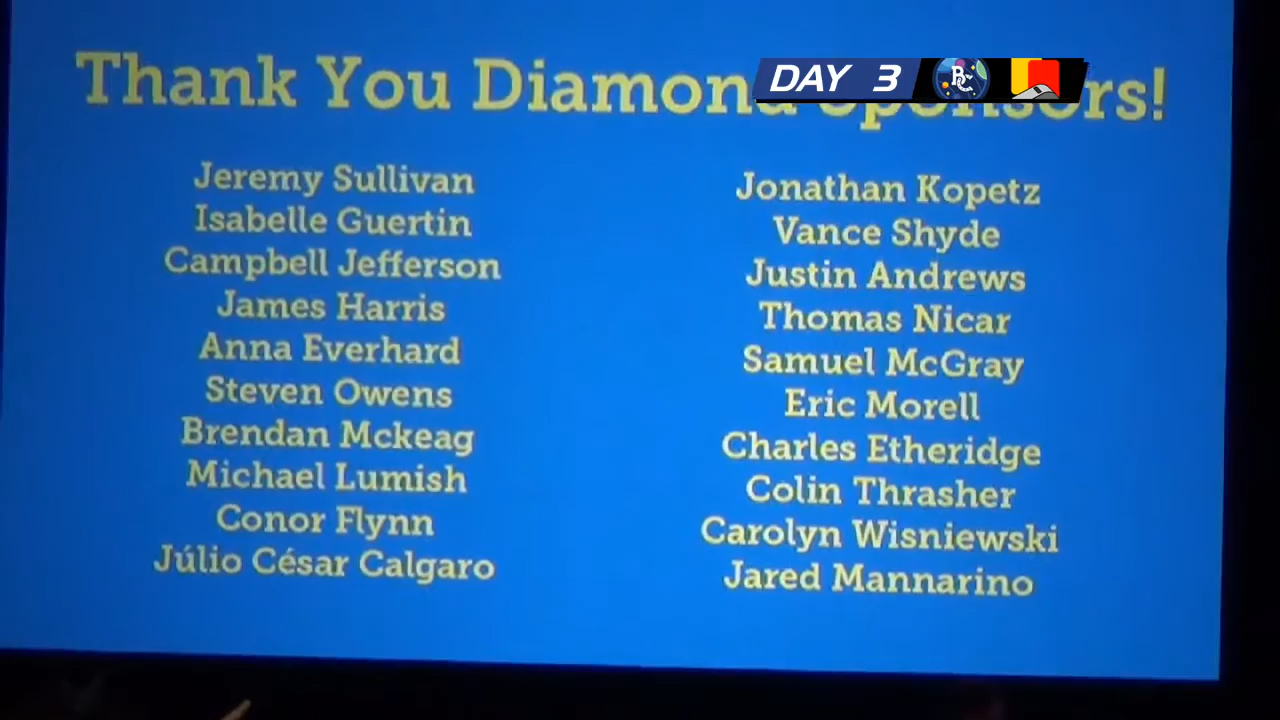 Thank You Diamond Sponsors!
DAY 3
Jeremy Sullivan
Isabelle Guertin
Campbell Jefferson
James Harris
Anna Everhard
Steven Owens
Brendan Mckeag
Michael Lumish
Conor Flynn
Júlio César Calgaro
Jonathan Kopetz
Vance Shyde
Justin Andrews
Thomas Nicar
Samuel McGray
Eric Morell
Charles Etheridge
Colin Thrasher
Carolyn Wisniewski
Jared Mannarino